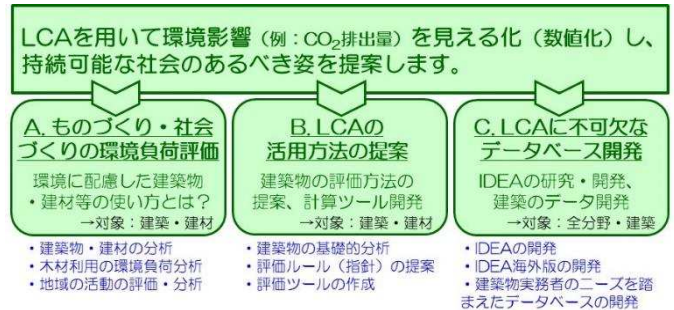 LCAを用いて環境影響（例：CO₂排出量）を見える化（数値化）し、
持続可能な社会のあるべき姿を提案します。
A. ものづくり・社会
づくりの環境負荷評価
環境に配慮した建築物
・建材等の使い方とは？
→対象：建築・建材
・建築物・建材の分析
・木材利用の環境負荷分析
・地域の活動の評価・分析
B. LCAの
活用方法の提案
建築物の評価方法の
提案、計算ツール開発
→対象：建築・建材
・建築物の基礎的分析
・評価ルール（指針）の提案
・評価ツールの作成
C. LCAに不可欠な
データベース開発
IDEAの研究・開発、
建築のデータ開発
→対象：全分野・建築
・IDEAの開発
・IDEA海外版の開発
・建築物実務者のニーズを踏
まえたデータベースの開発